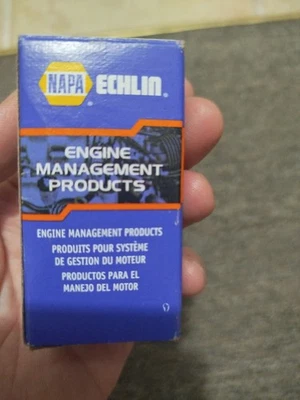 NAPA® ECHLIN®
ENGINE
MANAGEMENT
PRODUCTS
ENGINE MANAGEMENT PRODUCTS
PRODUITS POUR SYSTÈME
DE GESTION DU MOTEUR
PRODUCTOS PARA EL
MANEJO DEL MOTOR